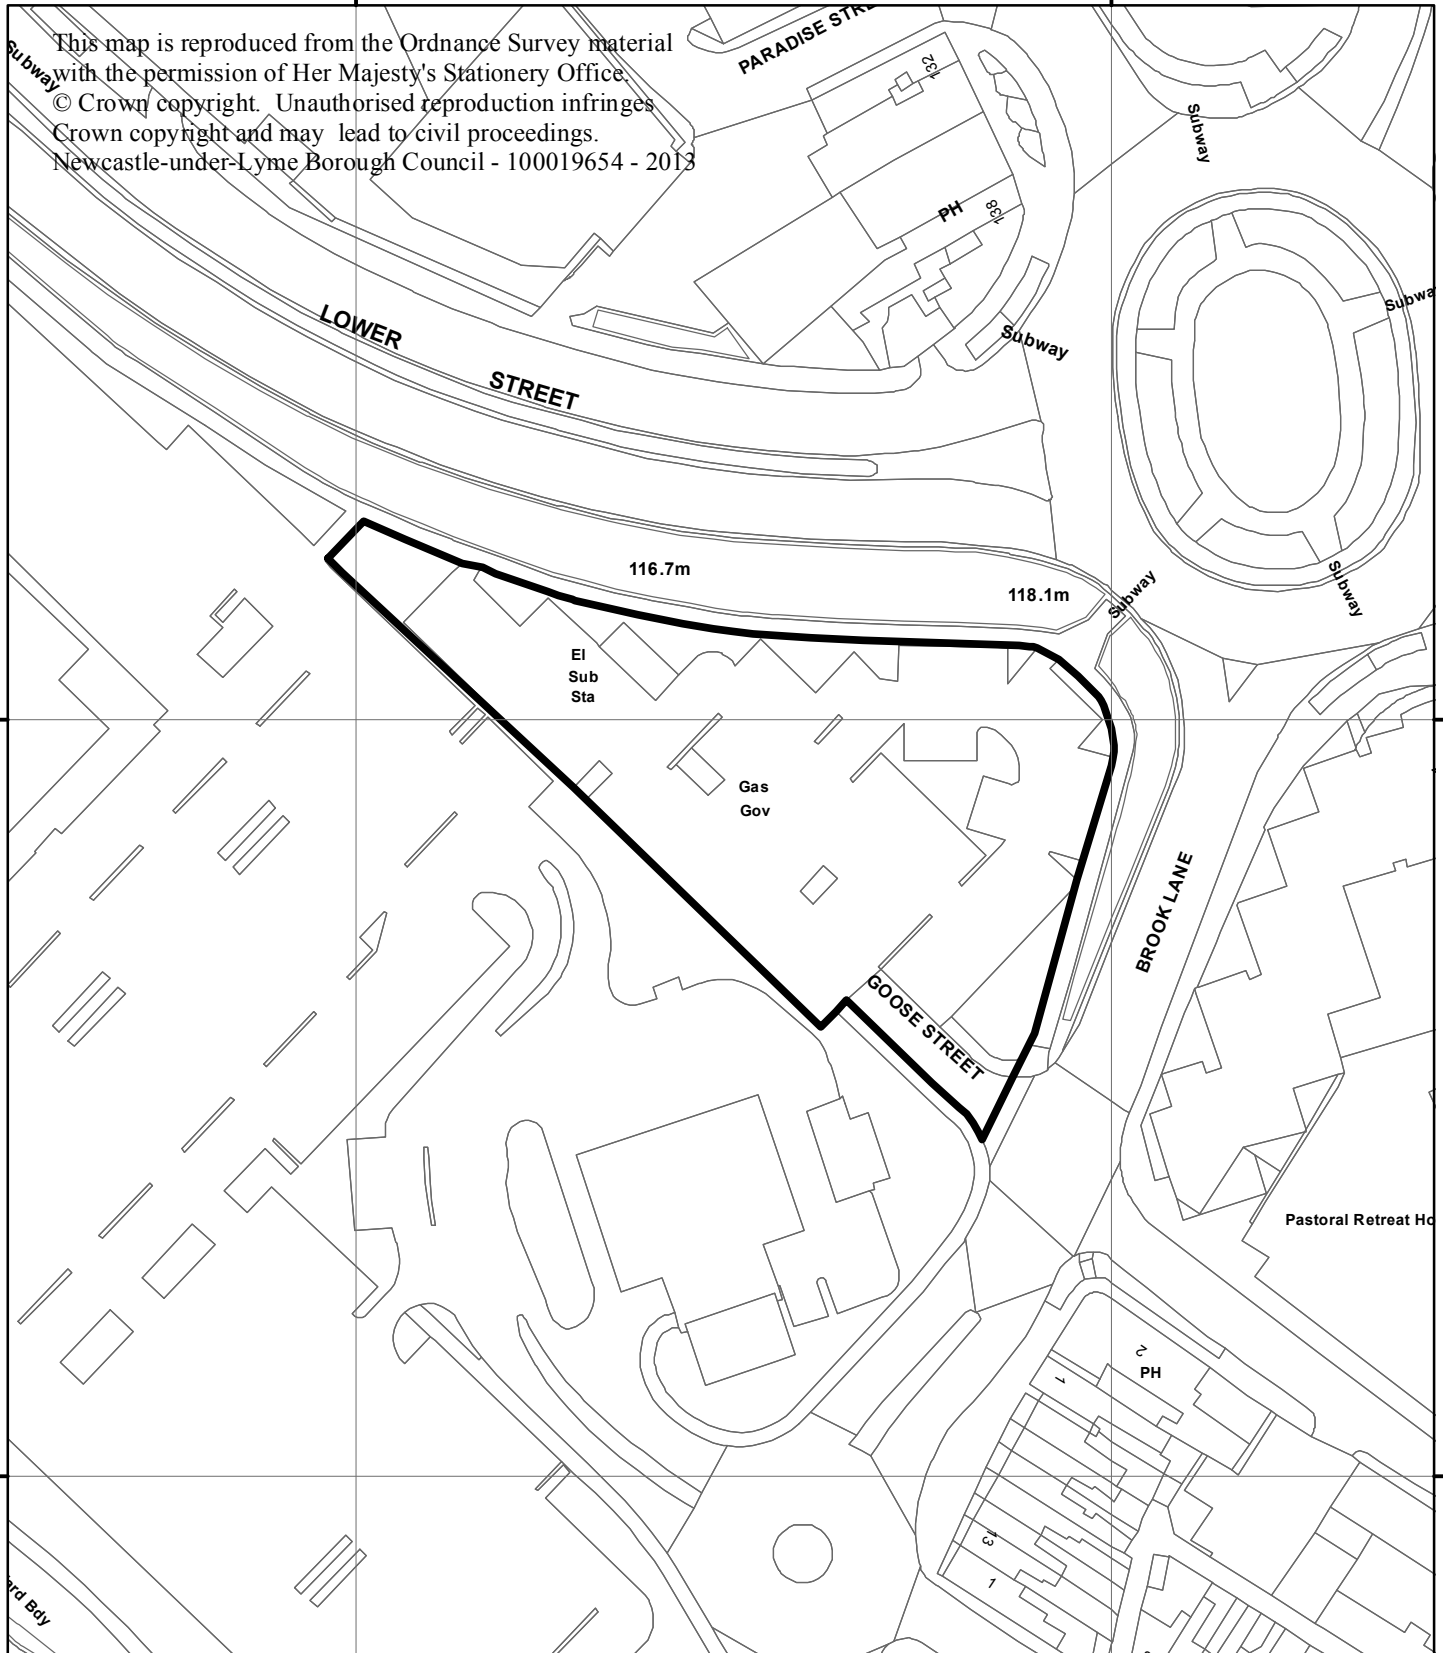 This map is reproduced from the Ordnance Survey material
with the permission of Her Majesty's Stationery Office.
© Crown copyright. Unauthorised reproduction infringes
Crown copyright and may lead to civil proceedings.
Newcastle-under-Lyme Borough Council - 100019654 - 2013
Subway
PARADISE STRE
132
Subway
PH
138
Subway
Subway
LOWER
STREET
116.7m
118.1m
Subway
Subway
El
Sub
Sta
Gas
Gov
BROOK LANE
GOOSE STREET
Pastoral Retreat Ho
2
PH
1
13
1
ard Bdy